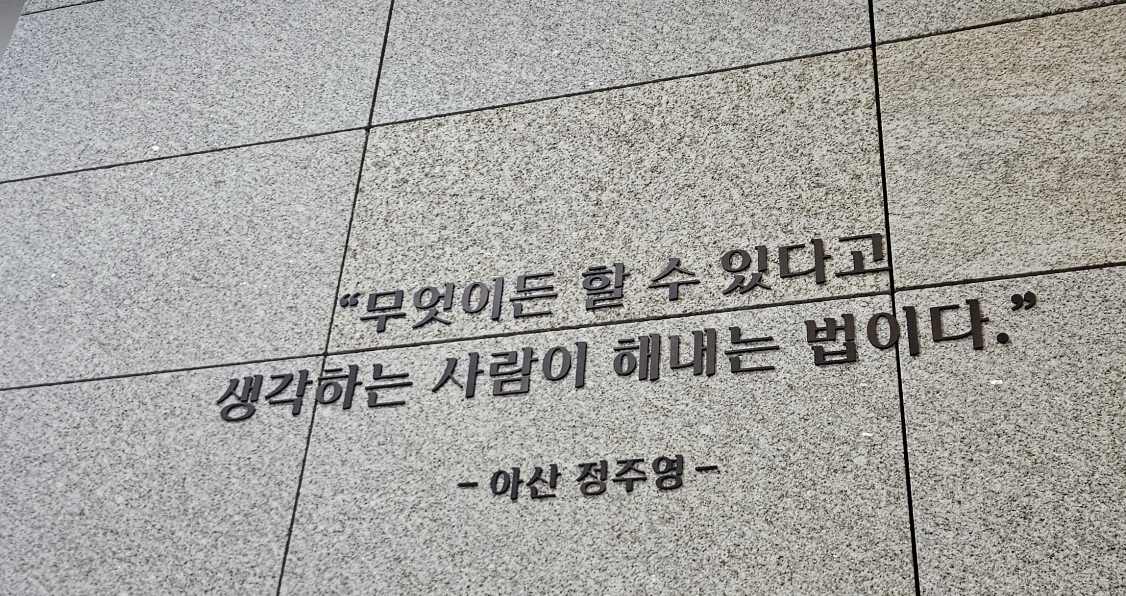 “무엇이든 할 수 있다고
생각하는 사람이 해내는 법이다.”
– 아산 정주영 –